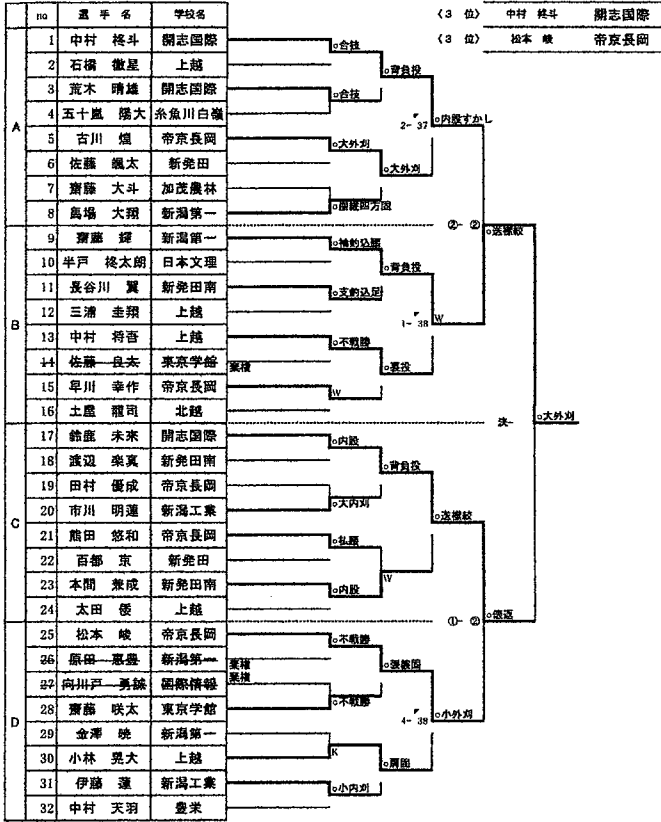 〈3 位〉 中村 柊斗 開志国際
〈3 位〉 松本 崚 帝京長岡
no 選手名 学校名
A
1 中村 柊斗 開志国際
2 石橋 徹星 上越
3 荒木 晴雄 開志国際
4 五十嵐 陽大 糸魚川白嶺
5 古川 煌 帝京長岡
6 佐藤 颯太 新発田
7 齋藤 大斗 加茂農林
8 馬場 大翔 新潟第一
B
9 齋藤 輝 新潟第一
10 半戸 柊太朗 日本文理
11 長谷川 翼 新発田南
12 三浦 圭翔 上越
13 中村 将吾 上越
14 佐藤 良太 東京学館 棄権
15 早川 幸作 帝京長岡
16 土屋 龍司 北越
C
17 鈴鹿 未来 開志国際
18 渡辺 楽真 新発田南
19 田村 優成 帝京長岡
20 市川 明蓮 新潟工業
21 熊田 悠和 帝京長岡
22 百都 京 新発田
23 本間 兼成 新発田南
24 太田 倭 上越
D
25 松本 崚 帝京長岡
26 原田 恵豊 新潟第一 棄権
27 向川戸 勇誠 国際情報 棄権
28 齋藤 咲太 東京学館
29 金澤 暁 新潟第一
30 小林 晃大 上越
31 伊藤 蓮 新潟工業
32 中村 天羽 豊栄
○合技
○合技
○大外刈
○袖釣込腰
○支釣込足
○不戦勝
W
○内股
○大内刈
○払腰
○内股
○不戦勝
○不戦勝
K
○小内刈
○背負投
○大外刈
○背負投
○裏投
○背負投
W
○袈裟固
○肩固
2- 37
○内股すかし
1- 38
W
○送襟絞
4- 38
○小外刈
②- ②
○送襟絞
①- ②
決-
○大外刈